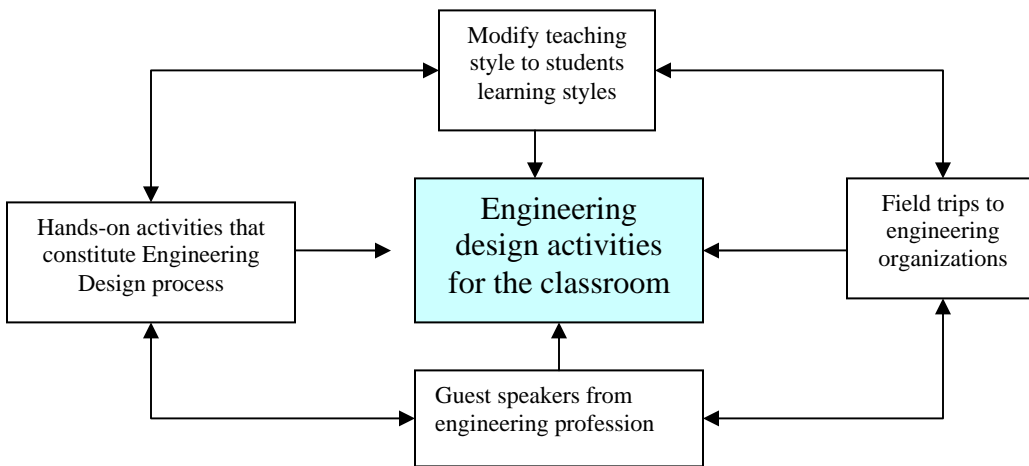 Modify teaching
style to students
learning styles
Hands-on activities that
constitute Engineering
Design process
Engineering
design activities
for the classroom
Field trips to
engineering
organizations
Guest speakers from
engineering profession